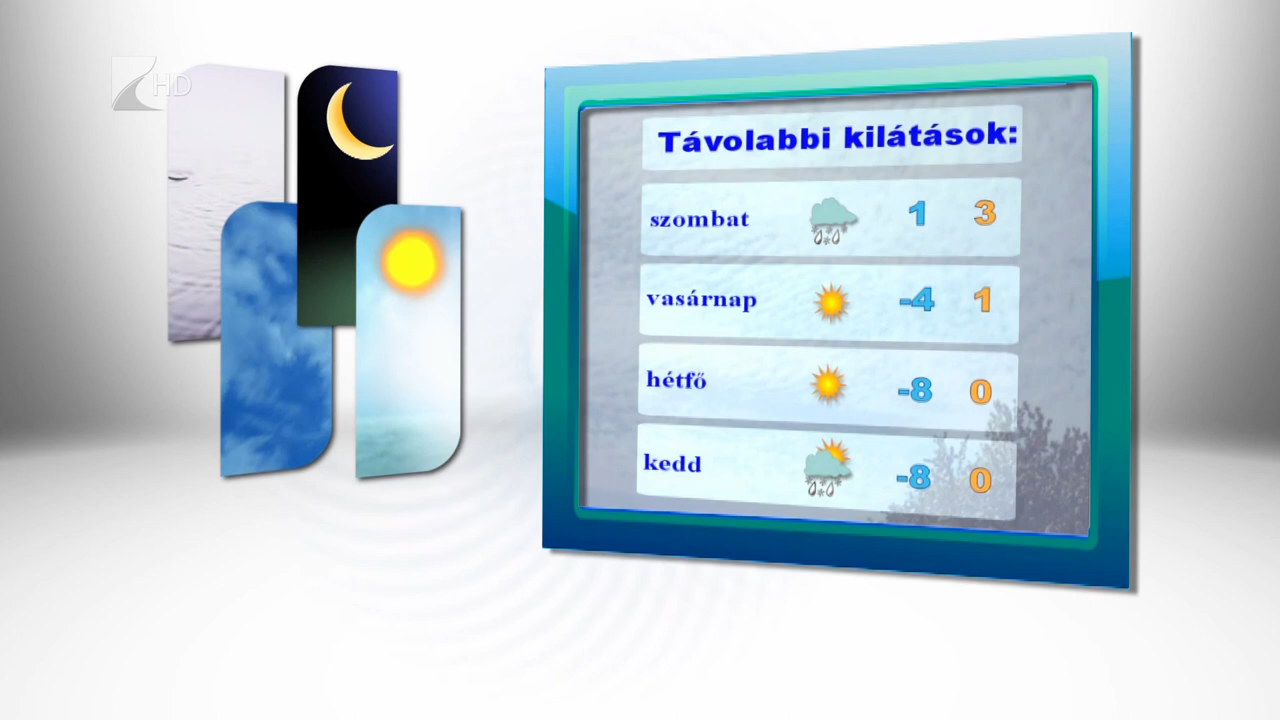 HD
Távolabbi kilátások:
szombat 1 3
vasárnap -4 1
hétfő -8 0
kedd -8 0